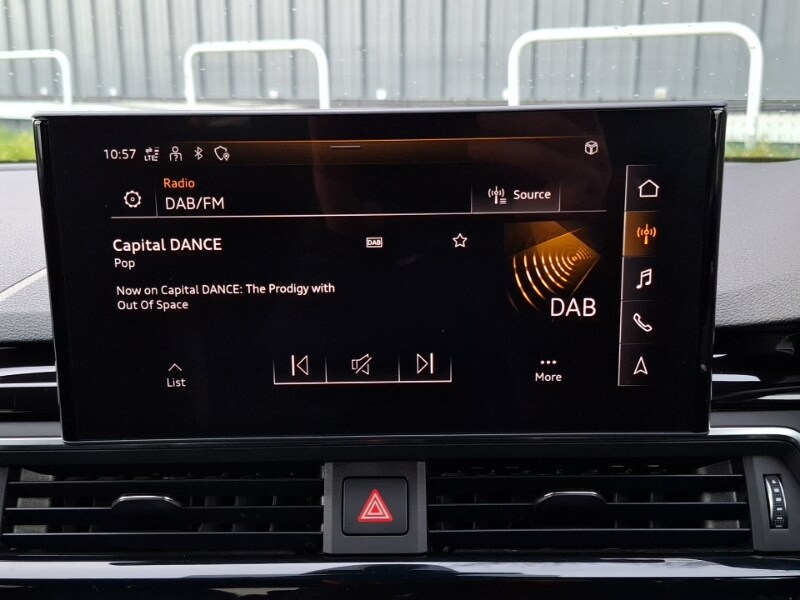 10:57 LTE
Radio
DAB/FM
Source
Capital DANCE
DAB
Pop
Now on Capital DANCE: The Prodigy with
Out Of Space
DAB
List
More